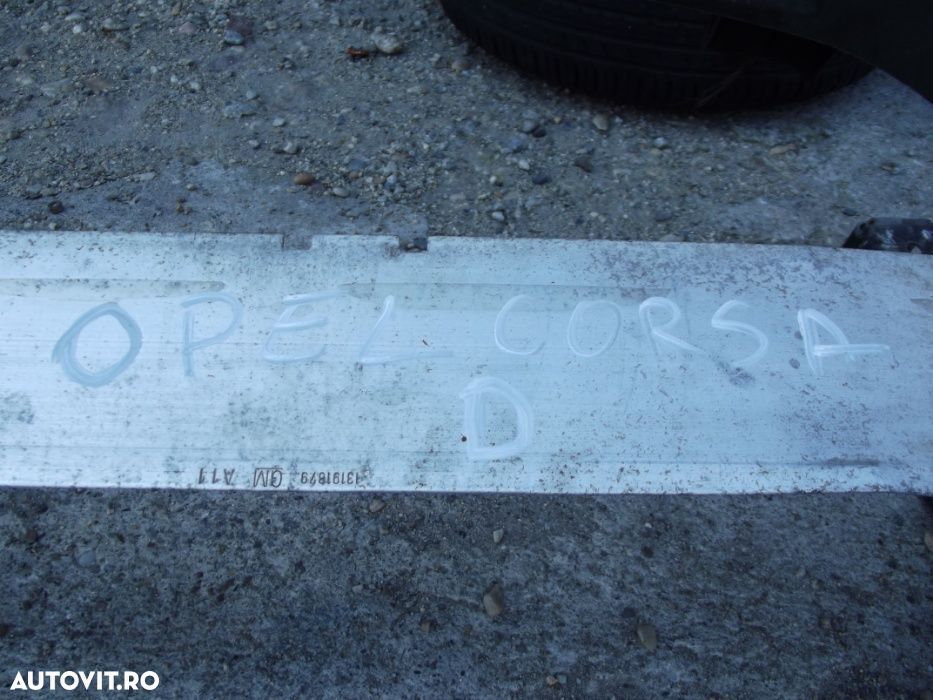 OPEL CORSA
D
13191879 GM A11
AUTOVIT.RO